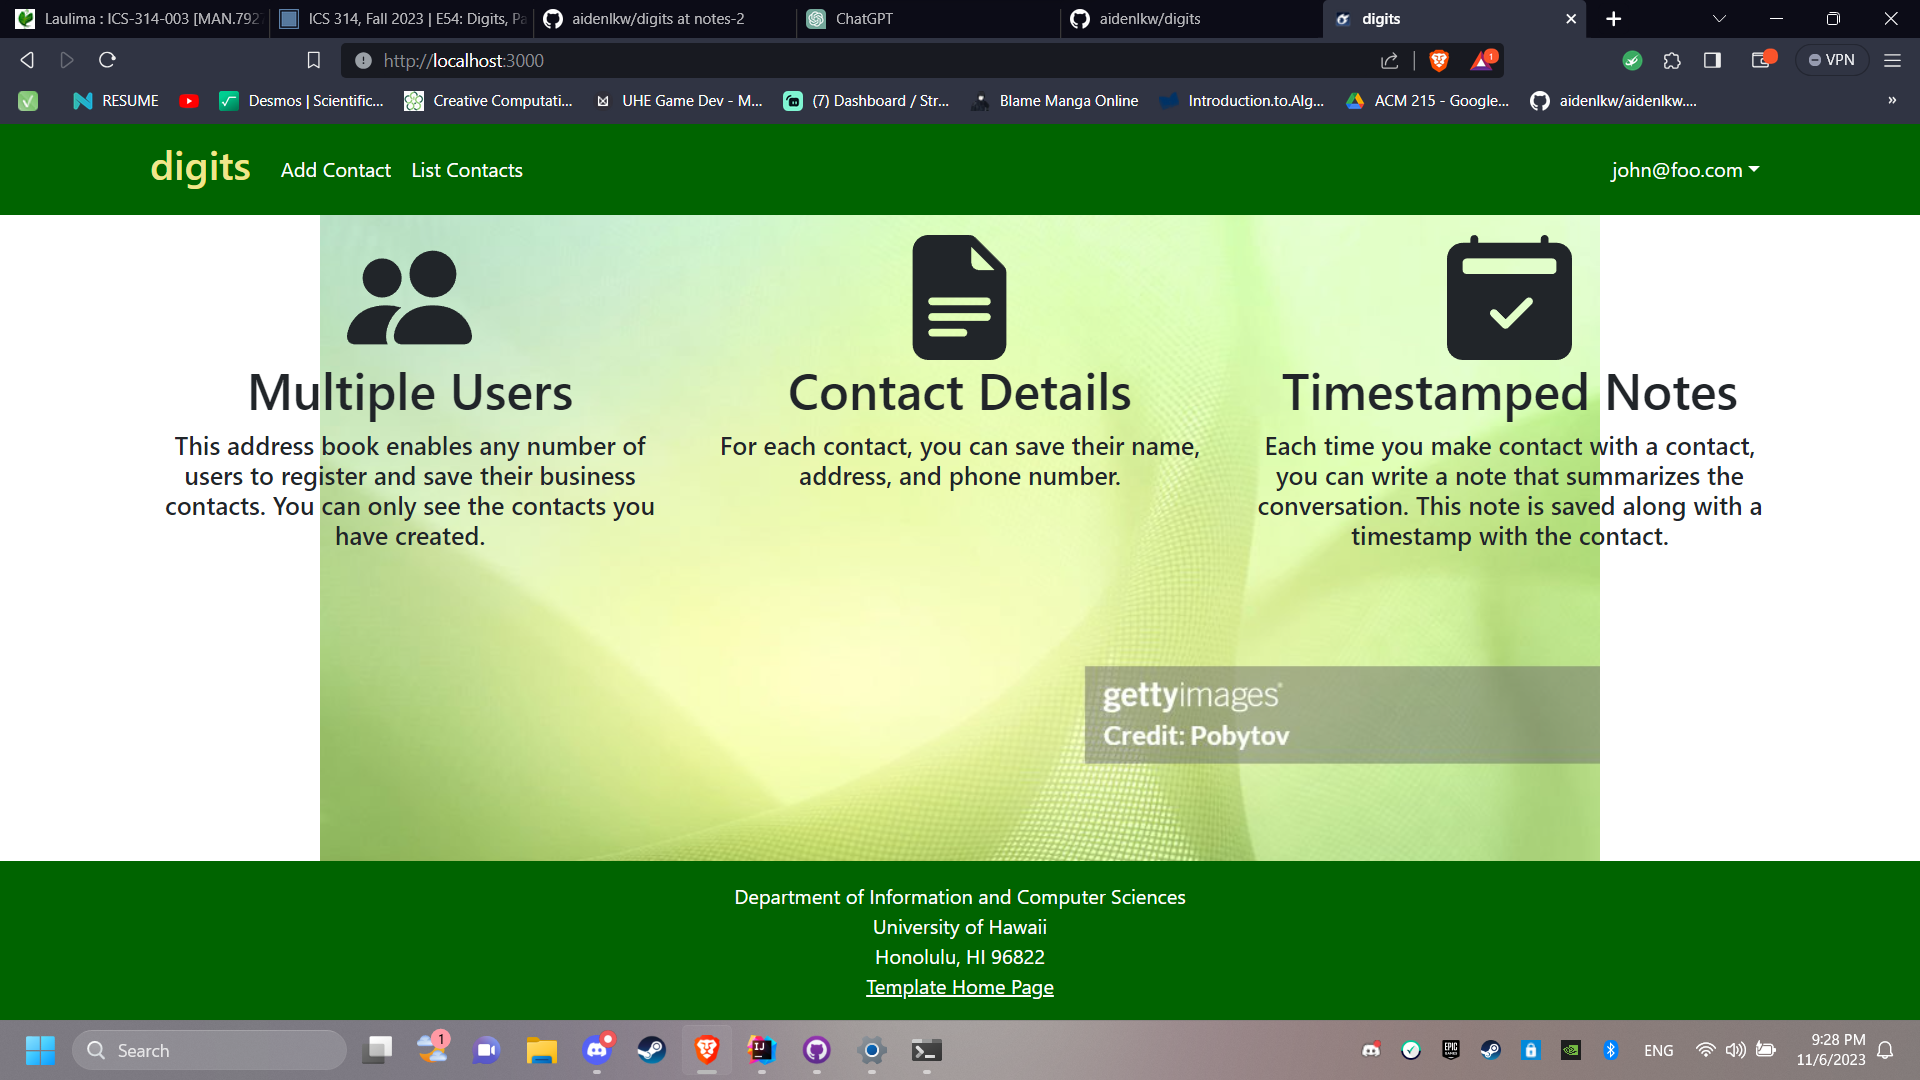 Laulima : ICS-314-003 [MAN.7927
ICS 314, Fall 2023 | E54: Digits, Pa
aidenlkw/digits at notes-2
ChatGPT
aidenlkw/digits
digits
http://localhost:3000
1
VPN
RESUME
Desmos | Scientific...
Creative Computati...
UHE Game Dev - M...
(7) Dashboard / Str...
Blame Manga Online
Introduction.to.Alg...
ACM 215 - Google...
aidenlkw/aidenlkw....
»
digits
Add Contact
List Contacts
john@foo.com
Multiple Users
This address book enables any number of
users to register and save their business
contacts. You can only see the contacts you
have created.
Contact Details
For each contact, you can save their name,
address, and phone number.
Timestamped Notes
Each time you make contact with a contact,
you can write a note that summarizes the
conversation. This note is saved along with a
timestamp with the contact.
gettyimages®
Credit: Pobytov
Department of Information and Computer Sciences
University of Hawaii
Honolulu, HI 96822
Template Home Page
Search
1
IJ
EPIC
GAMES
ENG
9:28 PM
11/6/2023